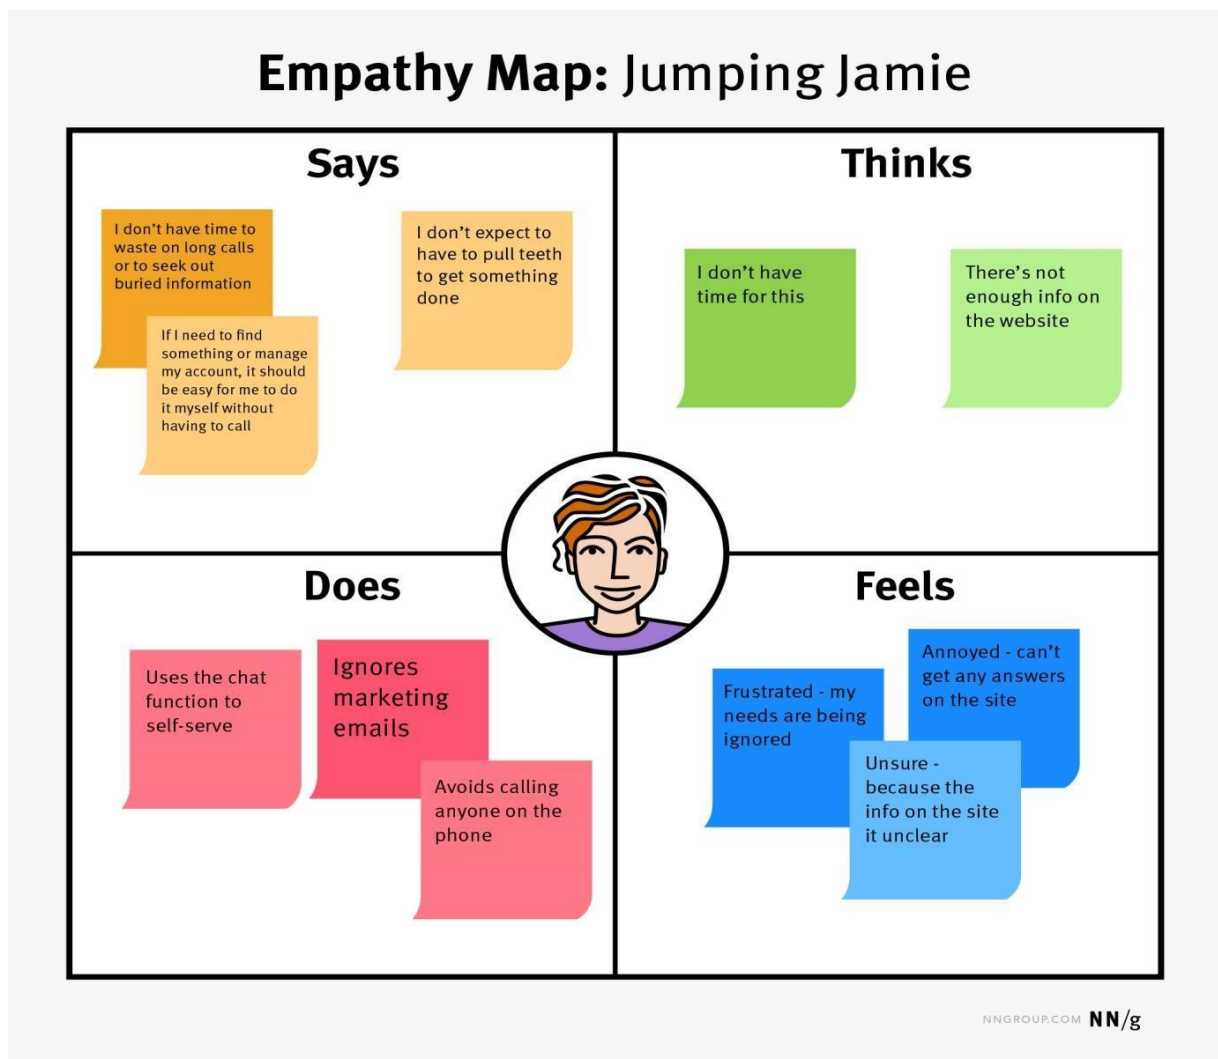 Empathy Map: Jumping Jamie
Says
I don't have time to
waste on long calls
or to seek out
buried information
If I need to find
something or manage
my account, it should
be easy for me to do
it myself without
having to call
I don't expect to
have to pull teeth
to get something
done
Thinks
I don't have
time for this
There's not
enough info on
the website
Does
Uses the chat
function to
self-serve
Ignores
marketing
emails
Avoids calling
anyone on the
phone
Feels
Frustrated - my
needs are being
ignored
Annoyed - can't
get any answers
on the site
Unsure -
because the
info on the site
it unclear
NNGROUP.COM NN/g